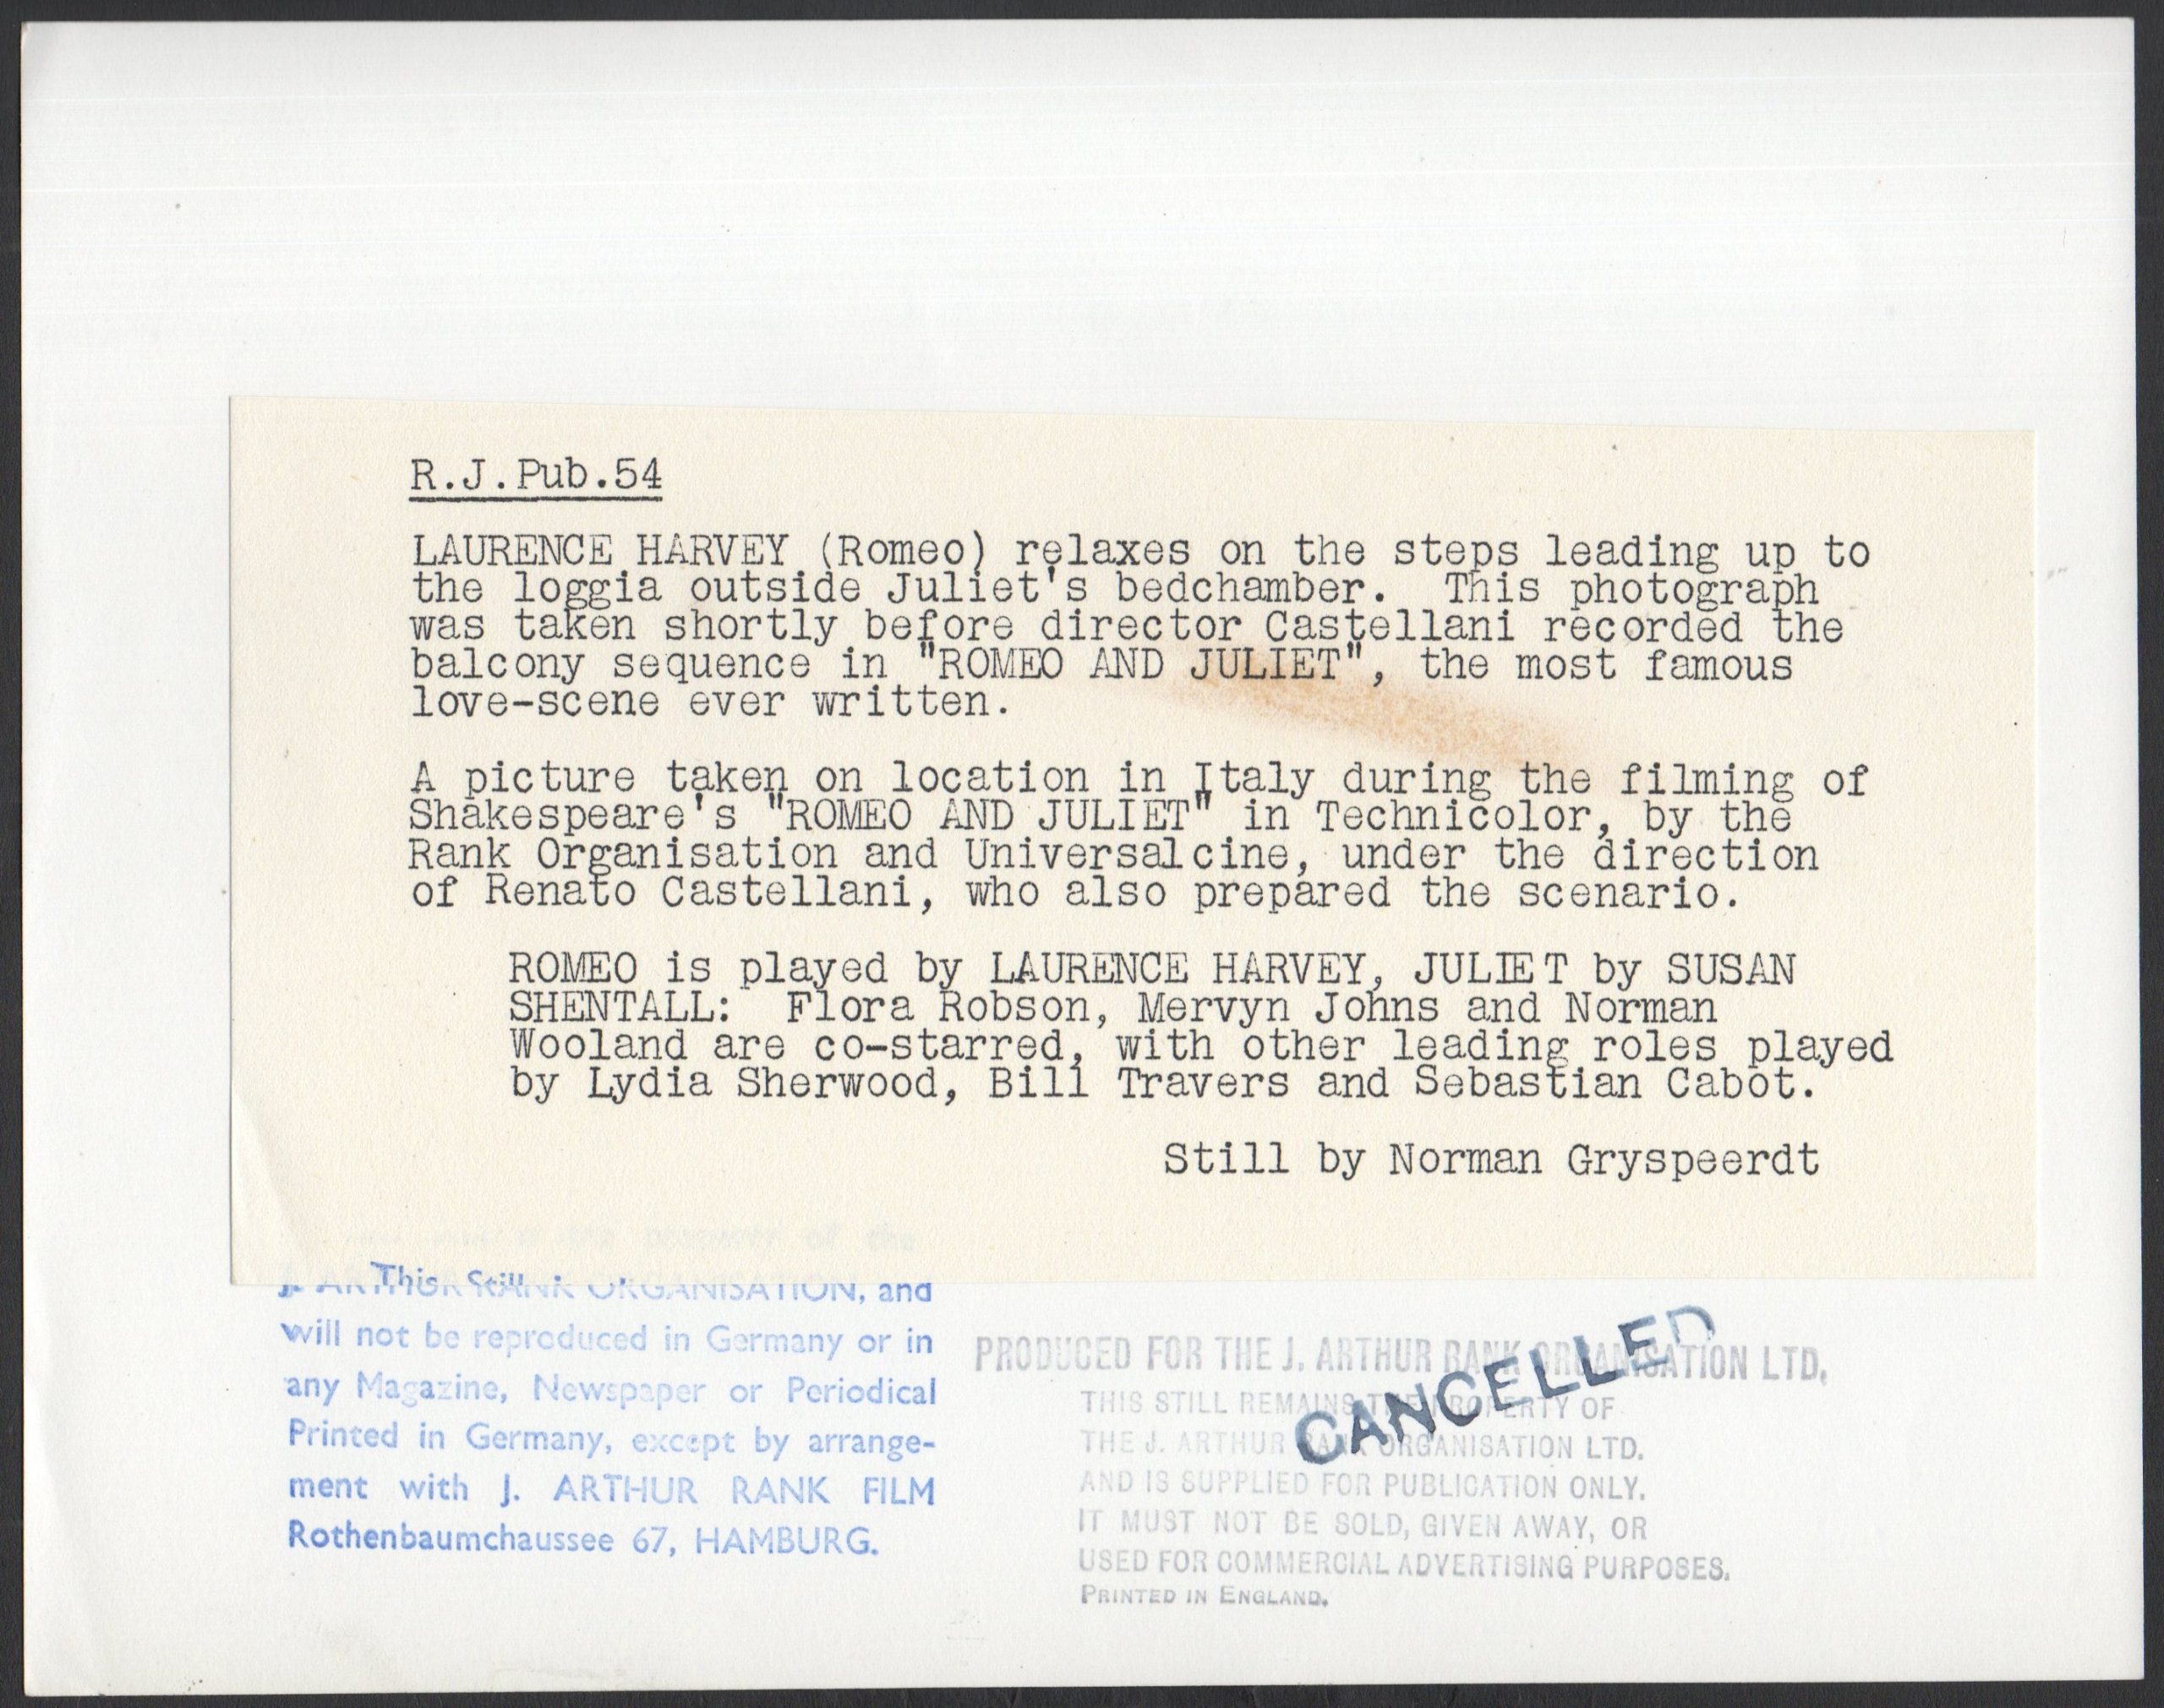 R.J.Pub.54
LAURENCE HARVEY (Romeo) relaxes on the steps leading up to
the loggia outside Juliet's bedchamber. This photograph
was taken shortly before director Castellani recorded the
balcony sequence in "ROMEO AND JULIET", the most famous
love-scene ever written.
A picture taken on location in Italy during the filming of
Shakespeare's "ROMEO AND JULIET" in Technicolor, by the
Rank Organisation and Universalcine, under the direction
of Renato Castellani, who also prepared the scenario.
ROMEO is played by LAURENCE HARVEY, JULIET by SUSAN
SHENTALL: Flora Robson, Mervyn Johns and Norman
Wooland are co-starred, with other leading roles played
by Lydia Sherwood, Bill Travers and Sebastian Cabot.
Still by Norman Gryspeerdt
This Still
J. ARTHUR RANK ORGANISATION, and
will not be reproduced in Germany or in
any Magazine, Newspaper or Periodical
Printed in Germany, except by arrange-
ment with J. ARTHUR RANK FILM
Rothenbaumchaussee 67, HAMBURG.
PRODUCED FOR THE J. ARTHUR RANK ORGANISATION LTD.
THIS STILL REMAINS THE PROPERTY OF
THE J. ARTHUR RANK ORGANISATION LTD.
AND IS SUPPLIED FOR PUBLICATION ONLY.
IT MUST NOT BE SOLD, GIVEN AWAY, OR
USED FOR COMMERCIAL ADVERTISING PURPOSES.
PRINTED IN ENGLAND.
CANCELLED